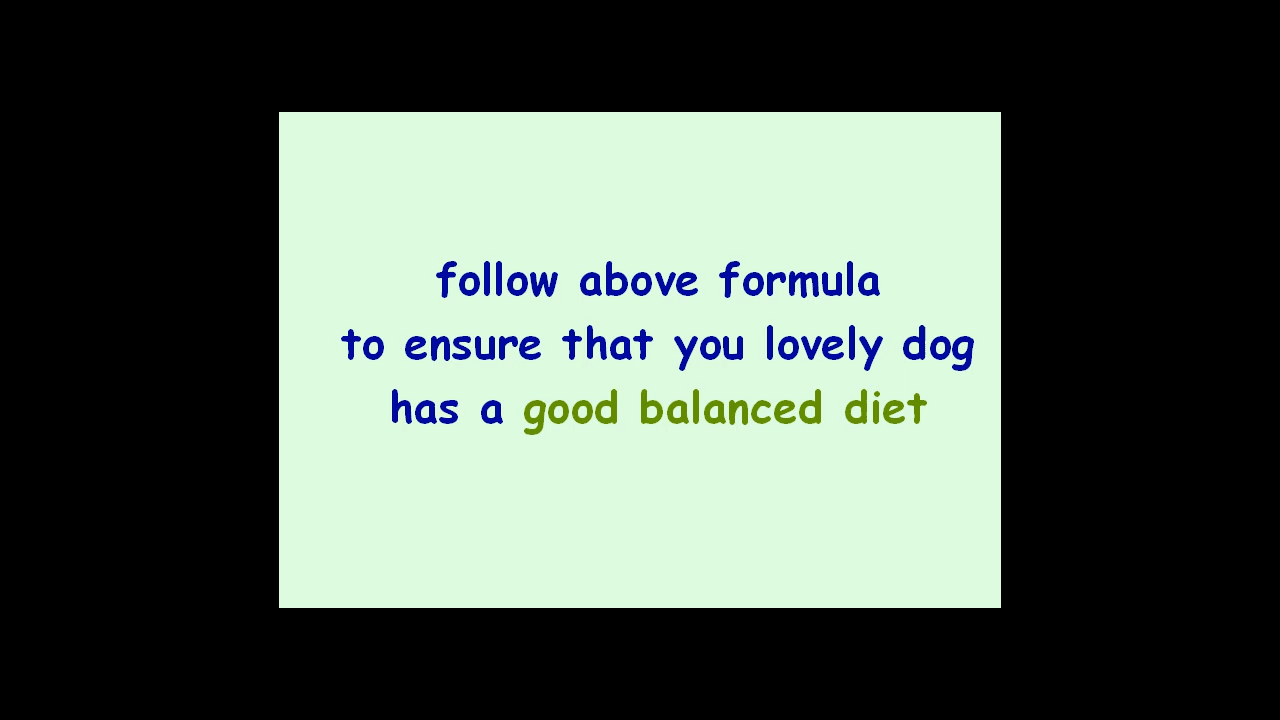 follow above formula
to ensure that you lovely dog
has a good balanced diet